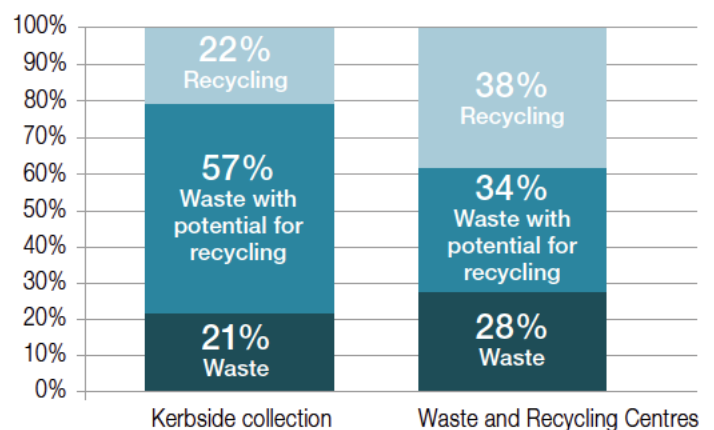 100%
90%
80%
70%
60%
50%
40%
30%
20%
10%
0%
22%
Recycling
57%
Waste with
potential for
recycling
21%
Waste
38%
Recycling
34%
Waste with
potential for
recycling
28%
Waste
Kerbside collection
Waste and Recycling Centres